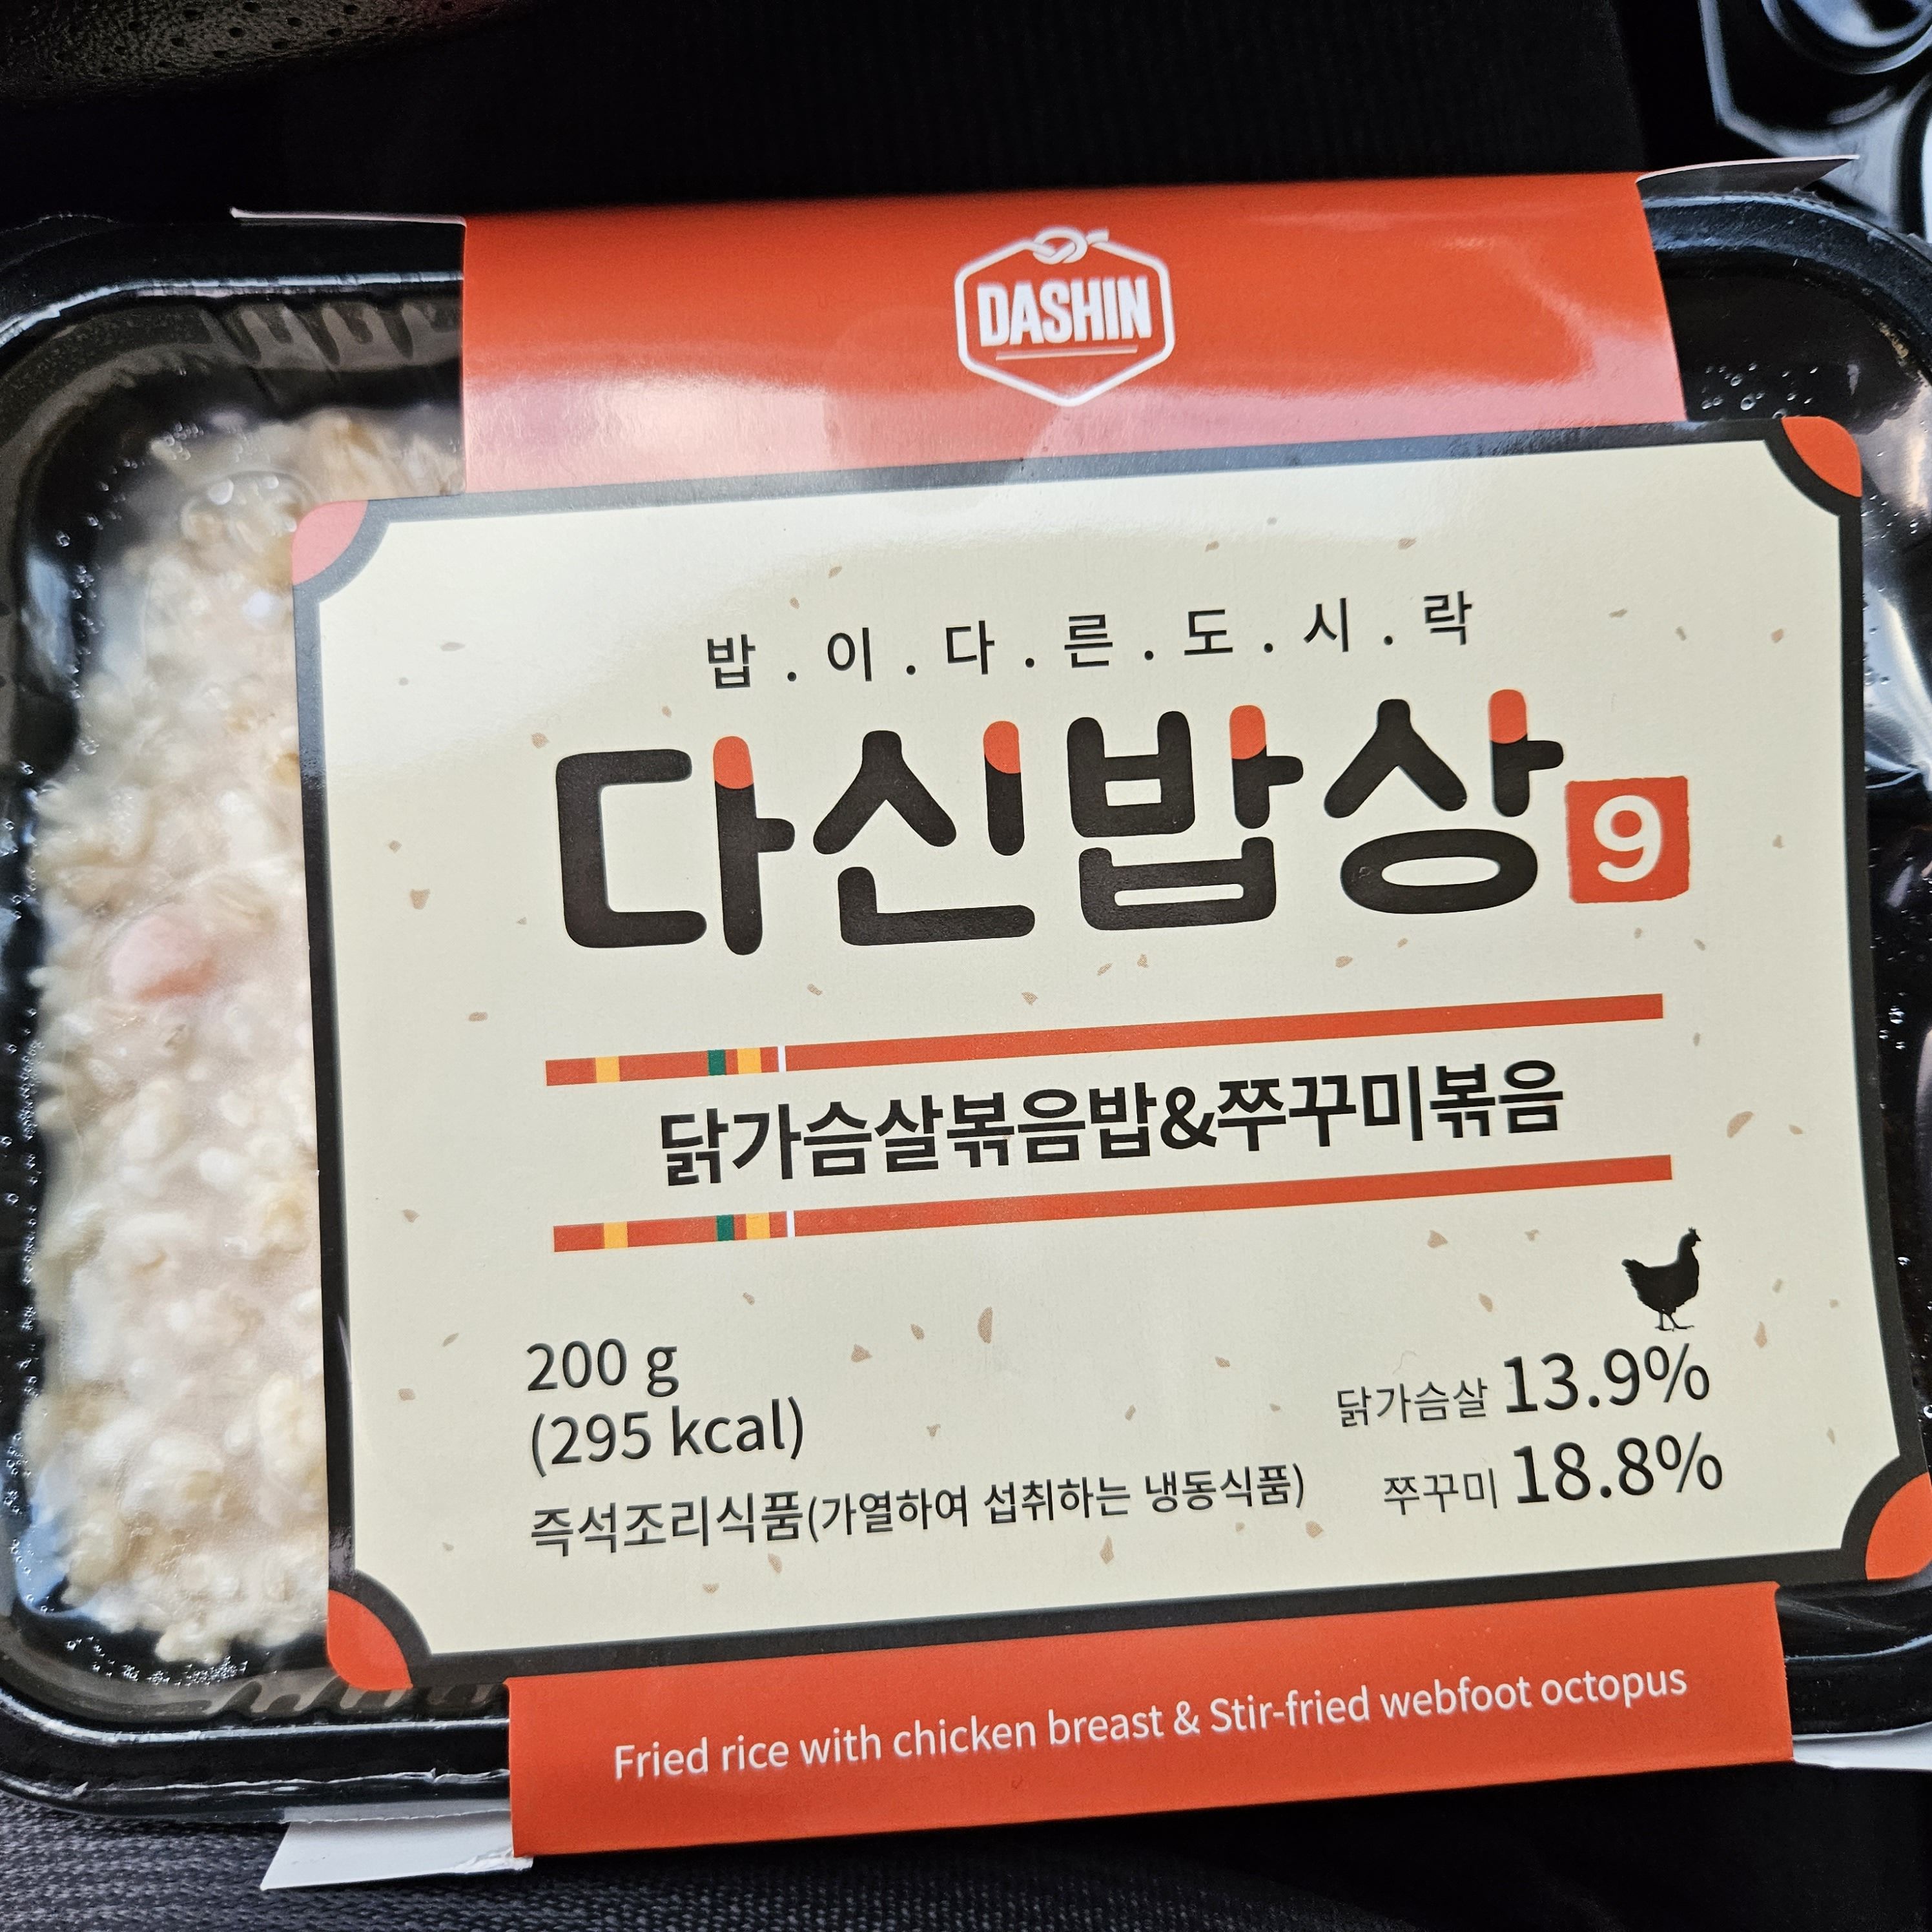 DASHIN
밥.이.다.른.도.시.락
다신밥상 9
닭가슴살볶음밥&쭈꾸미볶음
200 g
(295 kcal)
즉석조리식품(가열하여 섭취하는 냉동식품)
닭가슴살 13.9%
쭈꾸미 18.8%
Fried rice with chicken breast & Stir-fried webfoot octopus